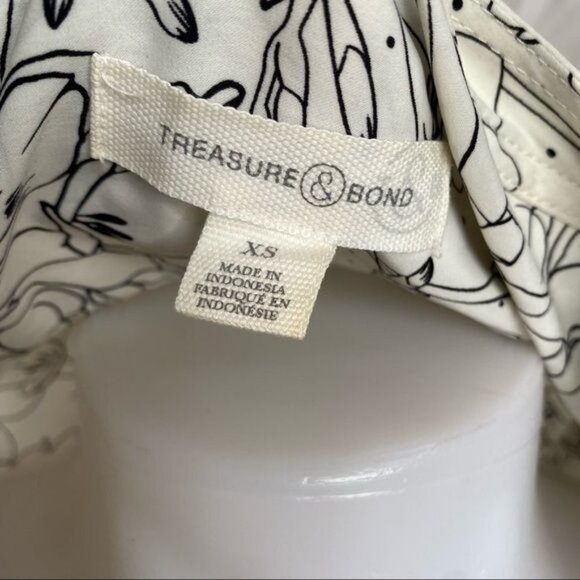 TREASURE & BOND
XS
MADE IN
INDONESIA
FABRIQUÉ EN
INDONÉSIE